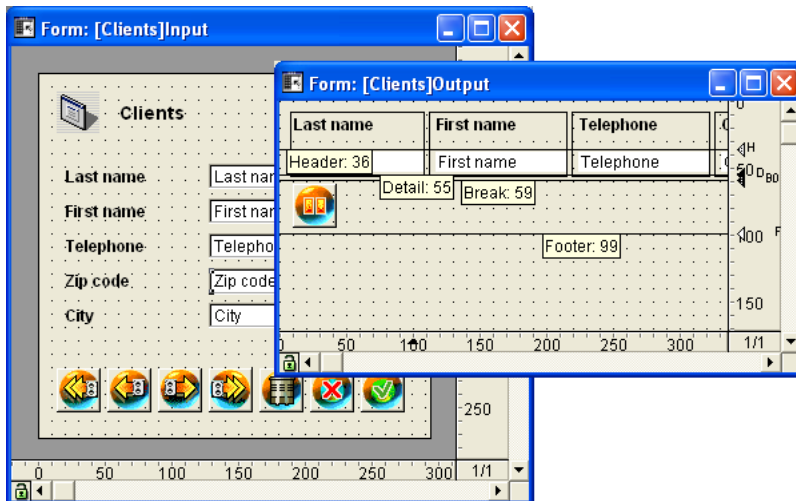 Form: [Clients]Input
Clients
Last name
Last nar
First name
First nar
Telephone
Telepho
Zip code
Zip code
City
City
250
0 50 100 150 200 250 300 1/1
Form: [Clients]Output
Last name First name Telephone
Header: 36 First name Telephone
Detail: 55 Break: 59
Footer: 99
0
H
50 D B0
100 F
150
50 100 150 200 250 300 1/1